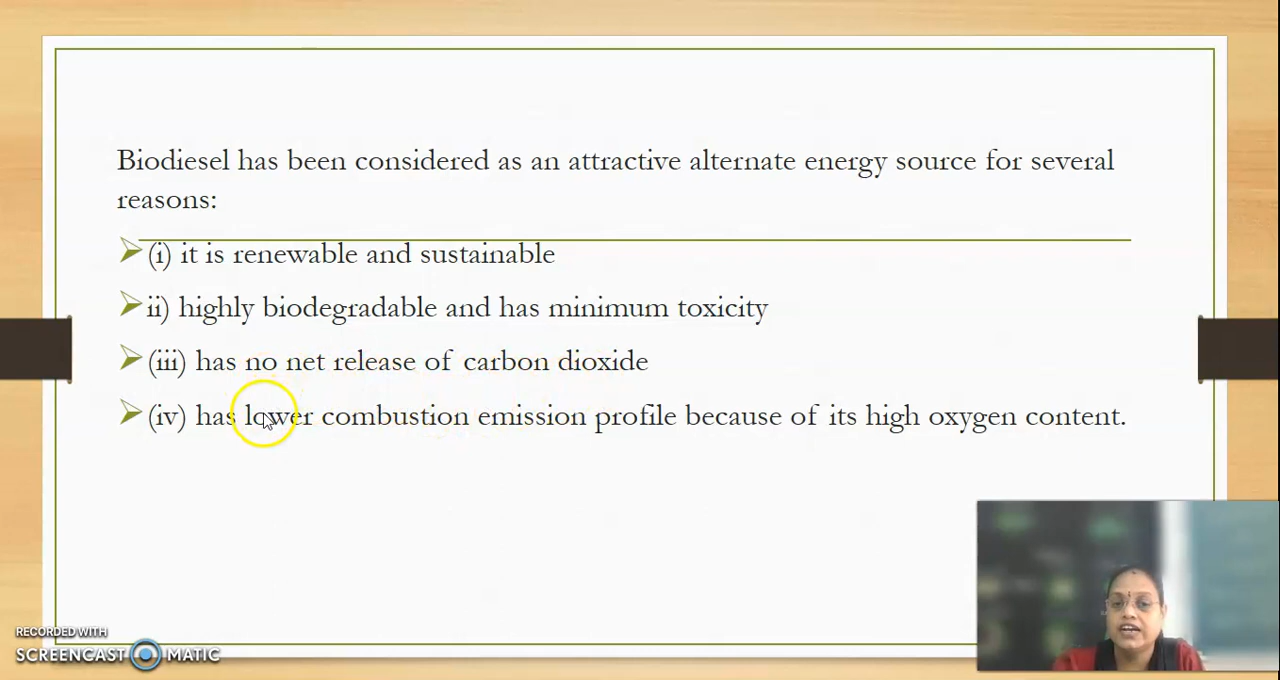 Biodiesel has been considered as an attractive alternate energy source for several
reasons:
(i) it is renewable and sustainable
ii) highly biodegradable and has minimum toxicity
(iii) has no net release of carbon dioxide
(iv) has lower combustion emission profile because of its high oxygen content.
RECORDED WITH
SCREENCAST MATIC